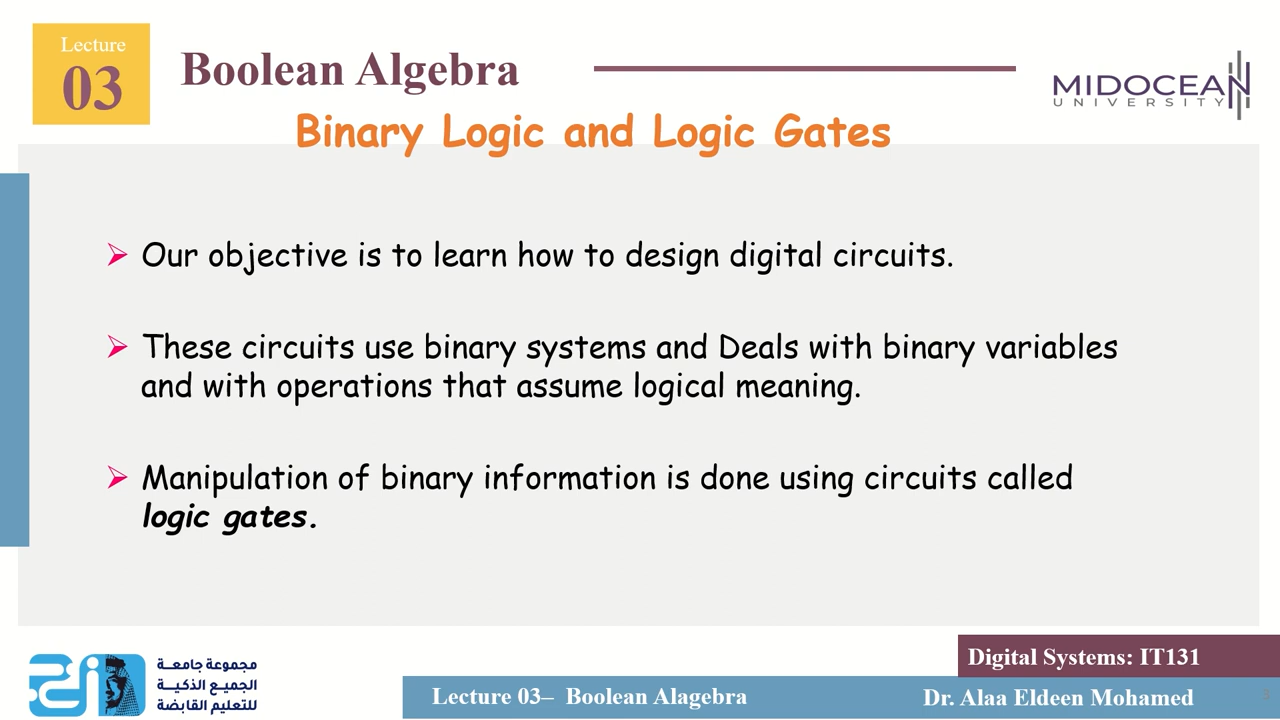 Lecture
03
Boolean Algebra
MIDOCEAN
UNIVERSITY
Binary Logic and Logic Gates
➢ Our objective is to learn how to design digital circuits.
➢ These circuits use binary systems and Deals with binary variables
and with operations that assume logical meaning.
➢ Manipulation of binary information is done using circuits called
logic gates.
مجموعة جامعة
الجميع الذكية
للتعليم القابضة
Digital Systems: IT131
Lecture 03– Boolean Alagebra
Dr. Alaa Eldeen Mohamed
3